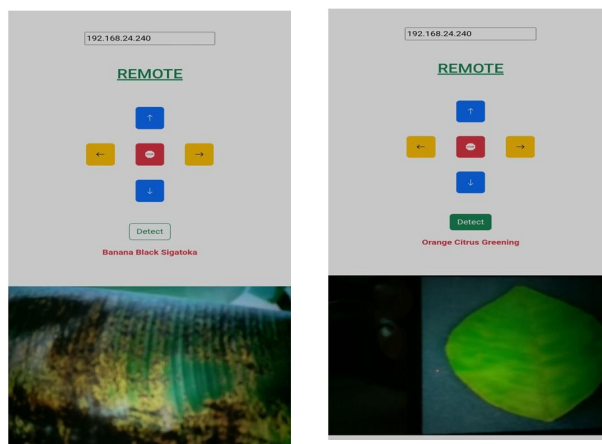 192.168.24.240
REMOTE
↑
← →
↓
Detect
Banana Black Sigatoka
192.168.24.240
REMOTE
↑
← →
↓
Detect
Orange Citrus Greening